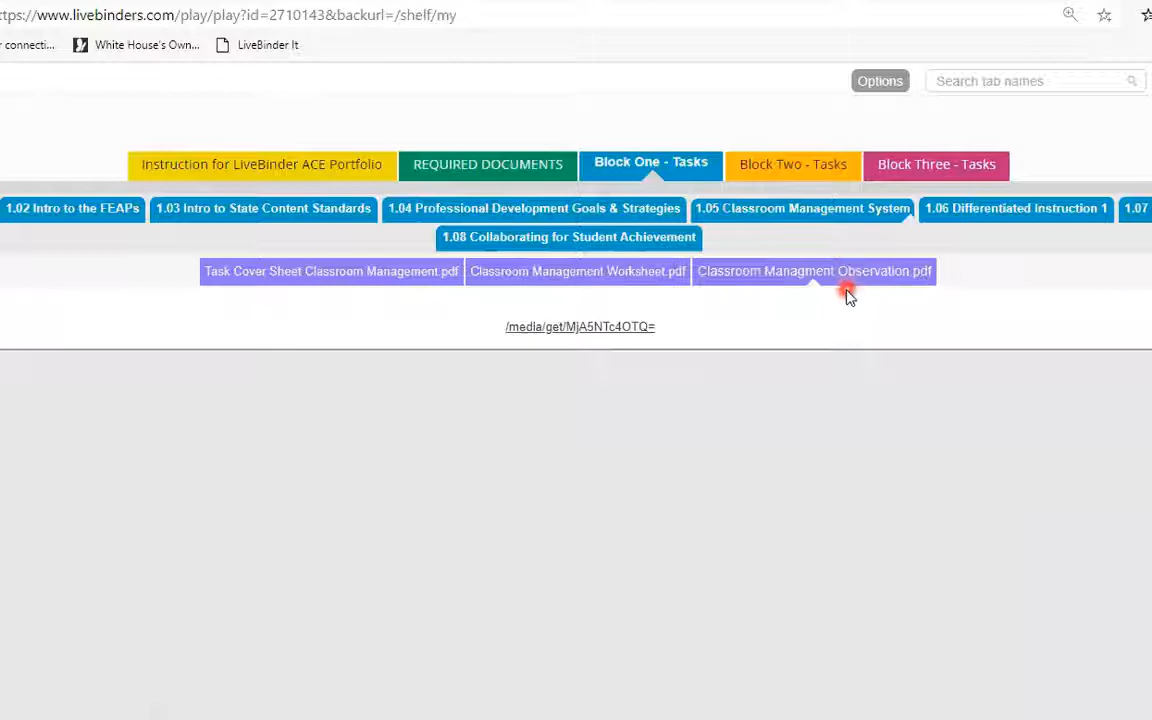 ttps://www.livebinders.com/play/play?id=2710143&backurl=/shelf/my
r connecti... White House's Own... LiveBinder It
Options Search tab names
Instruction for LiveBinder ACE Portfolio REQUIRED DOCUMENTS Block One - Tasks Block Two - Tasks Block Three - Tasks
1.02 Intro to the FEAPs 1.03 Intro to State Content Standards 1.04 Professional Development Goals & Strategies 1.05 Classroom Management System 1.06 Differentiated Instruction 1 1.07
1.08 Collaborating for Student Achievement
Task Cover Sheet Classroom Management.pdf Classroom Management Worksheet.pdf Classroom Managment Observation.pdf
/media/get/MjA5NTc4OTQ=